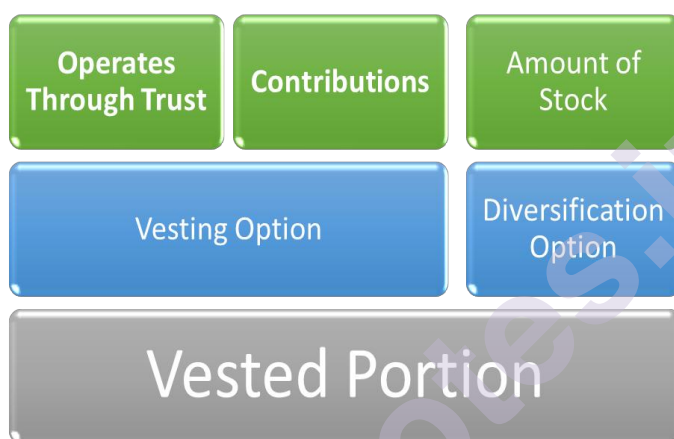 Operates
Through Trust
Contributions
Amount of
Stock
Vesting Option
Diversification
Option
Vested Portion